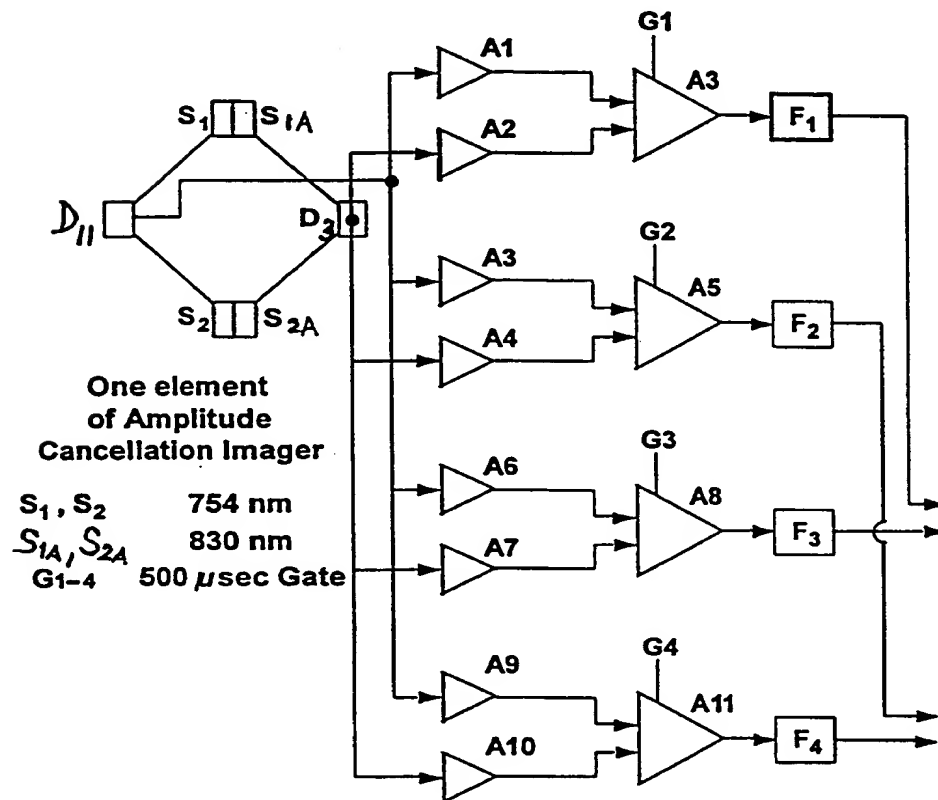 G1
A1
A3
A2
F1
S1 S1A
D11
D3
G2
A3
A5
A4
F2
S2 S2A
One element
of Amplitude
Cancellation Imager
S1, S2 754 nm
S1A, S2A 830 nm
G1-4 500 μsec Gate
G3
A6
A8
A7
F3
G4
A9
A11
A10
F4